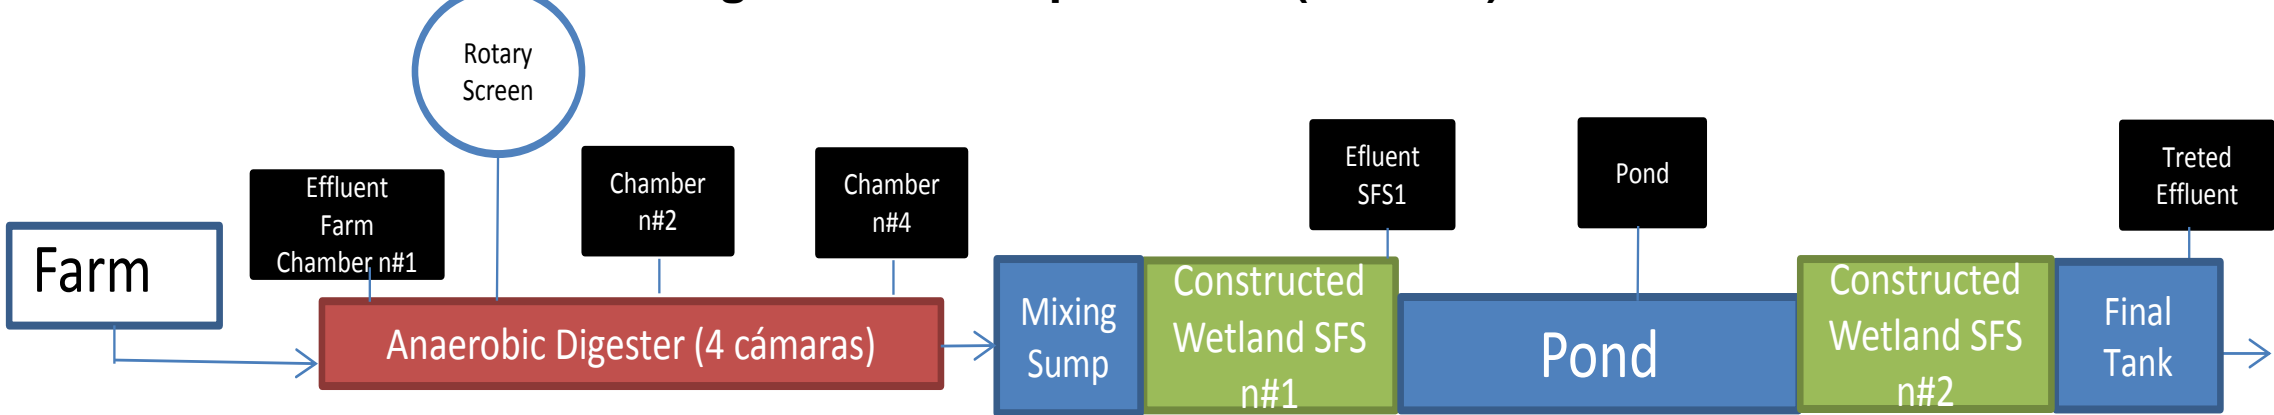 Rotary
Screen
Effluent
Farm
Chamber n#1
Chamber
n#2
Chamber
n#4
Efluent
SFS1
Pond
Treted
Effluent
Farm
Anaerobic Digester (4 cámaras)
Mixing
Sump
Constructed
Wetland SFS
n#1
Pond
Constructed
Wetland SFS
n#2
Final
Tank